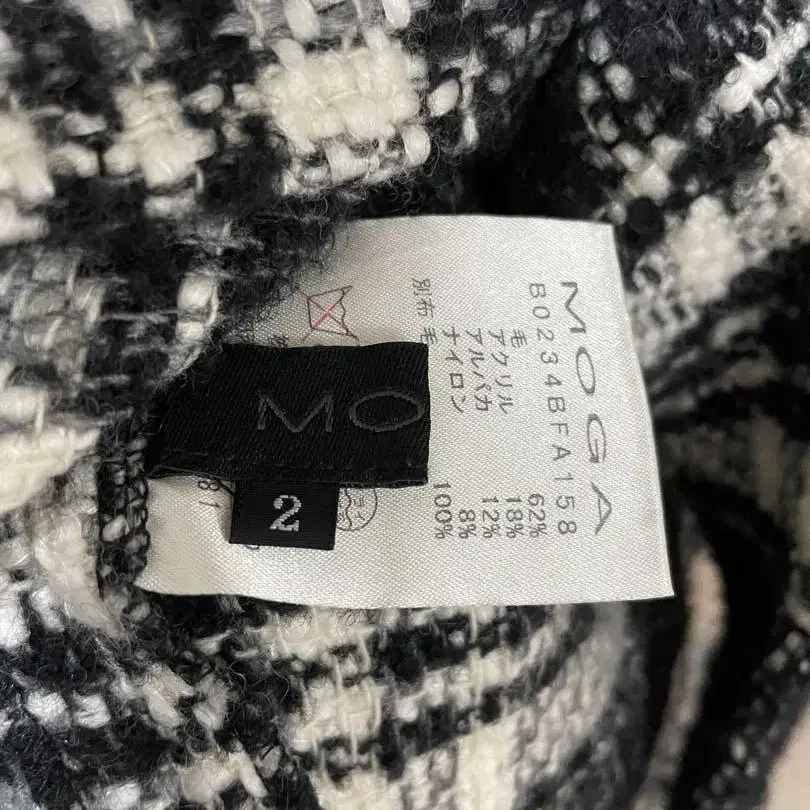 MOGA
B0234BFA158
毛 62%
アクリル 18%
アルパカ 12%
ナイロン 8%
別布 毛 100%
MO
2
81